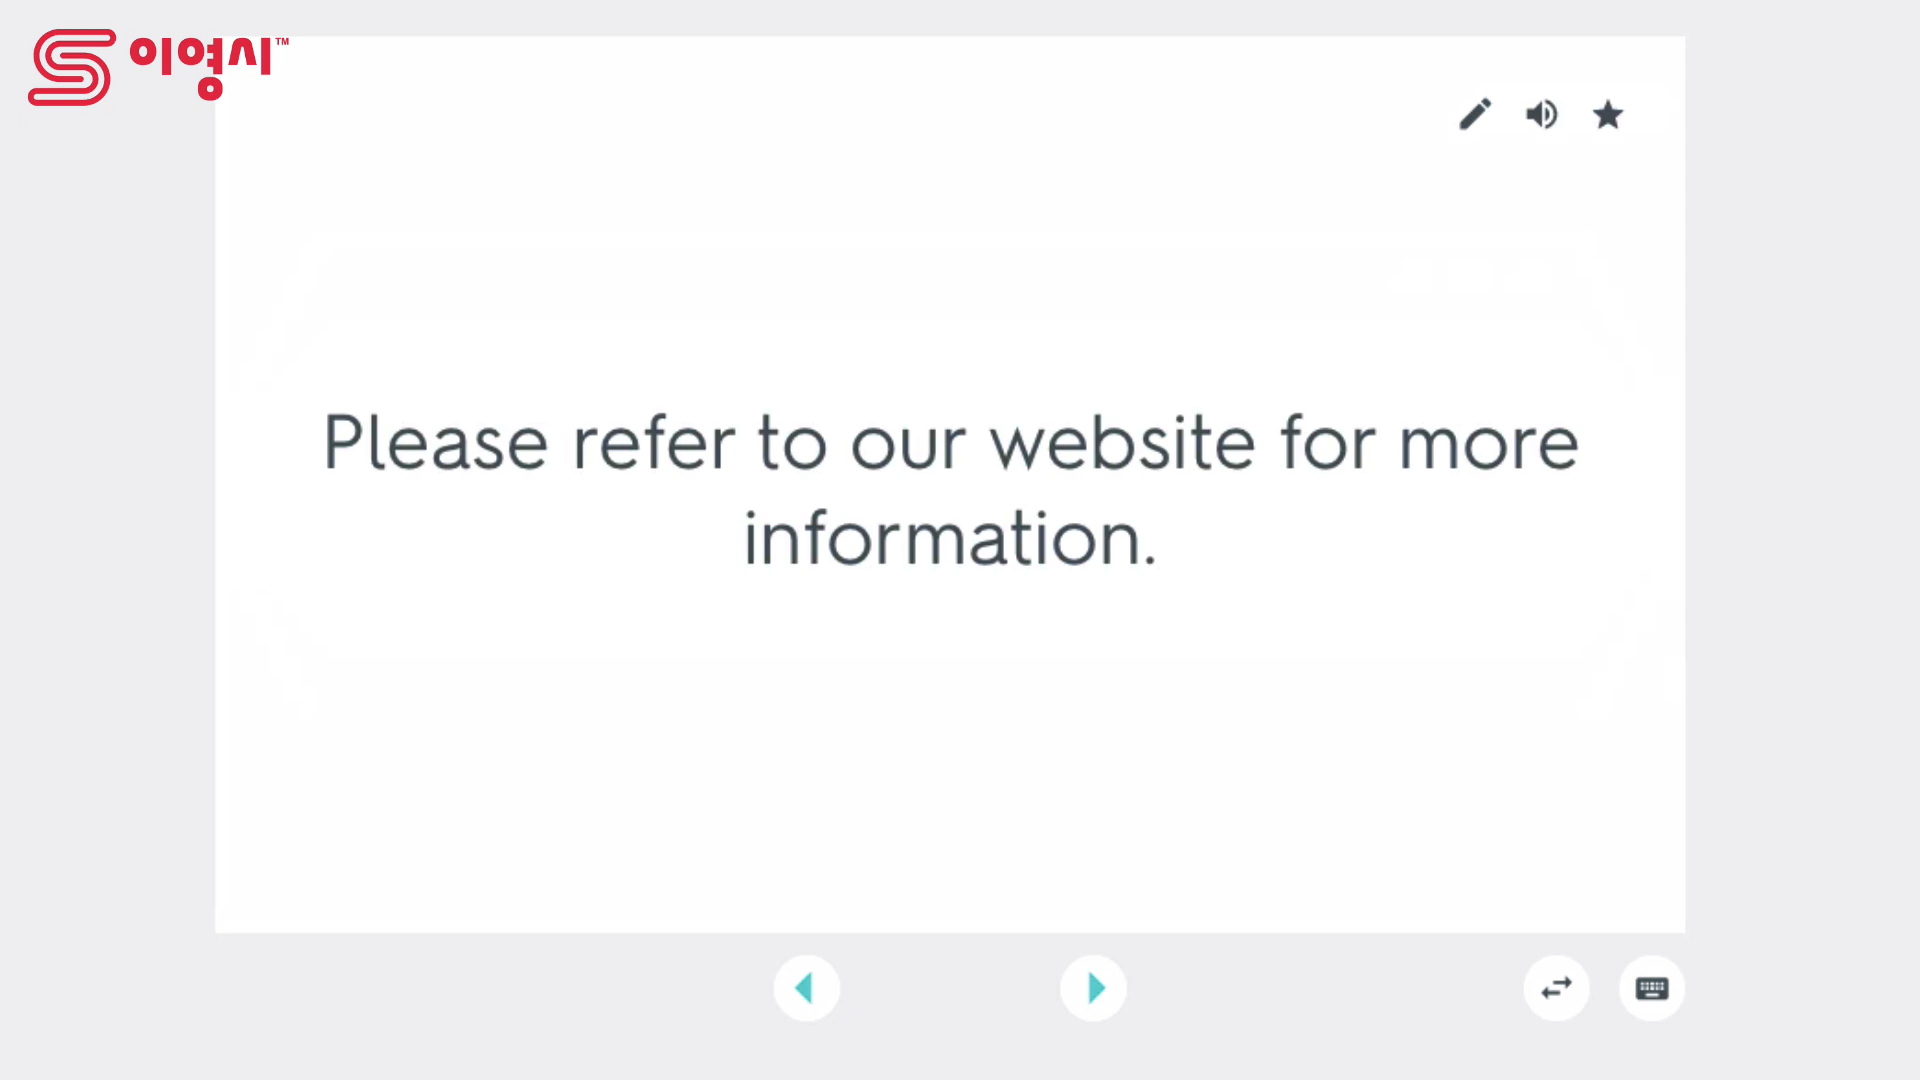 이영시™
Please refer to our website for more
information.